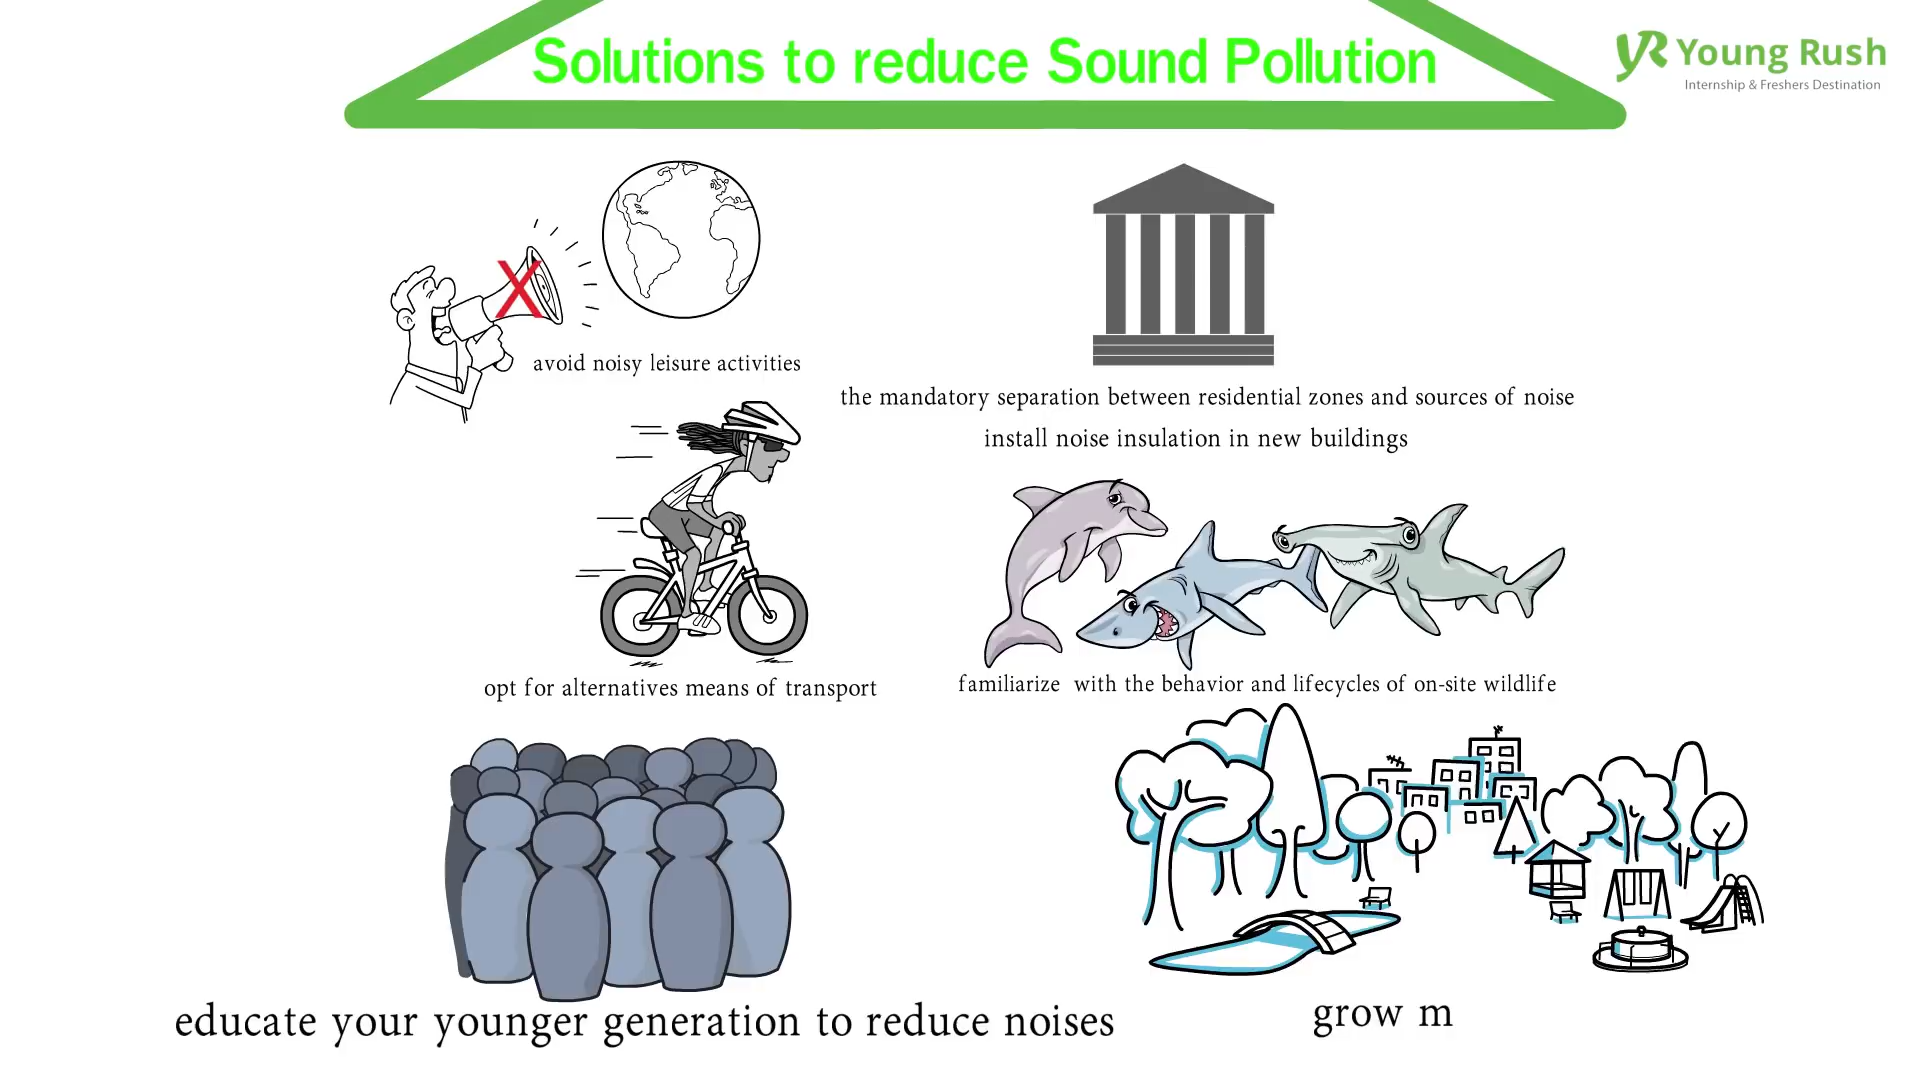 Solutions to reduce Sound Pollution
YR Young Rush
Internship & Freshers Destination
avoid noisy leisure activities
the mandatory separation between residential zones and sources of noise
install noise insulation in new buildings
opt for alternatives means of transport
familiarize with the behavior and lifecycles of on-site wildlife
educate your younger generation to reduce noises
grow m